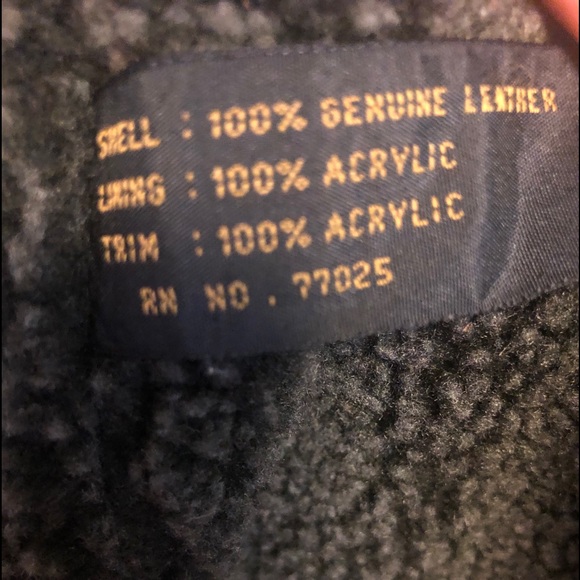 SHELL : 100% GENUINE LEATHER
LINING : 100% ACRYLIC
TRIM : 100% ACRYLIC
RN NO . 77025